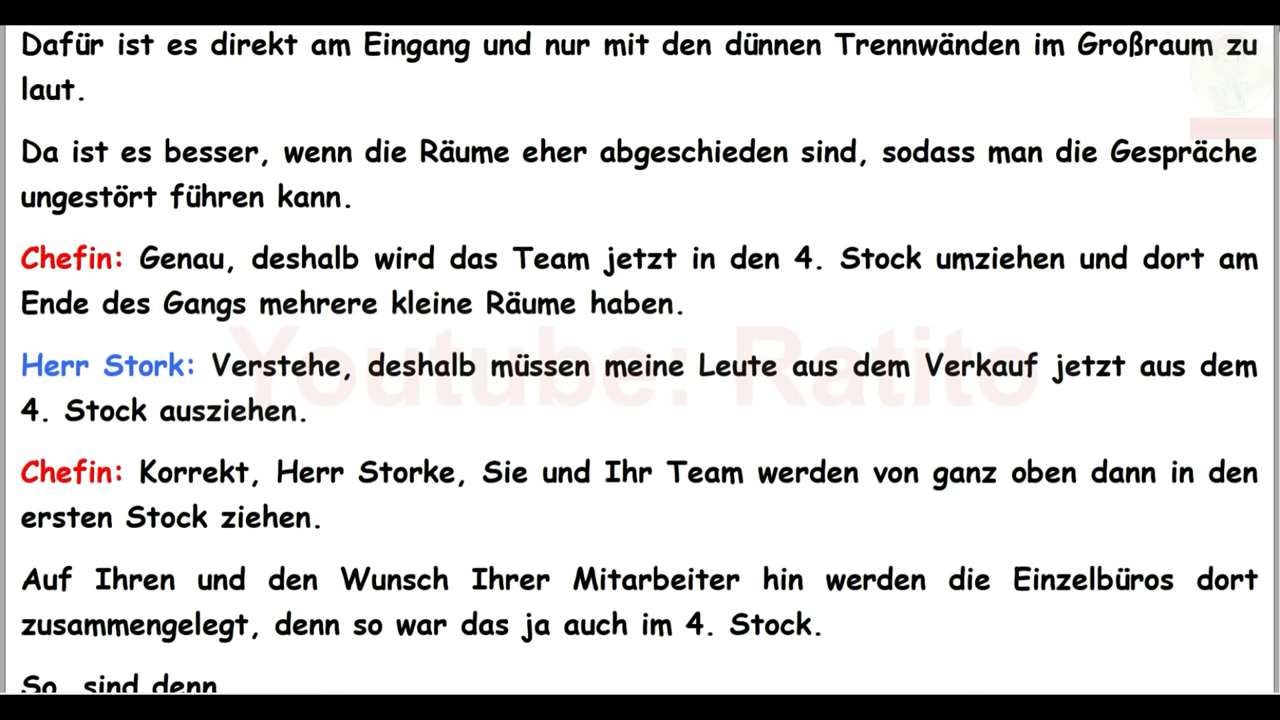 Dafür ist es direkt am Eingang und nur mit den dünnen Trennwänden im Großraum zu
laut.
Da ist es besser, wenn die Räume eher abgeschieden sind, sodass man die Gespräche
ungestört führen kann.
Chefin: Genau, deshalb wird das Team jetzt in den 4. Stock umziehen und dort am
Ende des Gangs mehrere kleine Räume haben.
Youtube: Ratito
Herr Stork: Verstehe, deshalb müssen meine Leute aus dem Verkauf jetzt aus dem
4. Stock ausziehen.
Chefin: Korrekt, Herr Storke, Sie und Ihr Team werden von ganz oben dann in den
ersten Stock ziehen.
Auf Ihren und den Wunsch Ihrer Mitarbeiter hin werden die Einzelbüros dort
zusammengelegt, denn so war das ja auch im 4. Stock.
So, sind denn